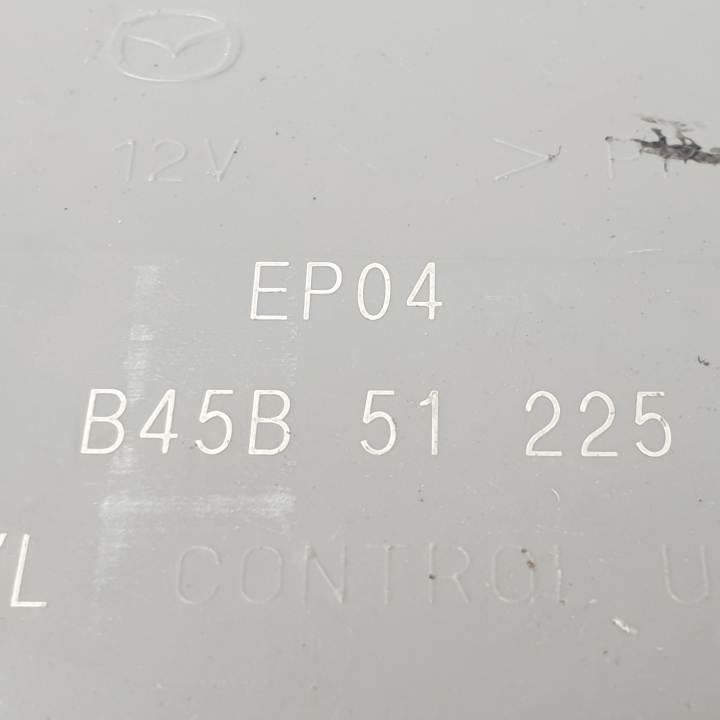 12V >
EP04
B45B 51 225
CONTROL